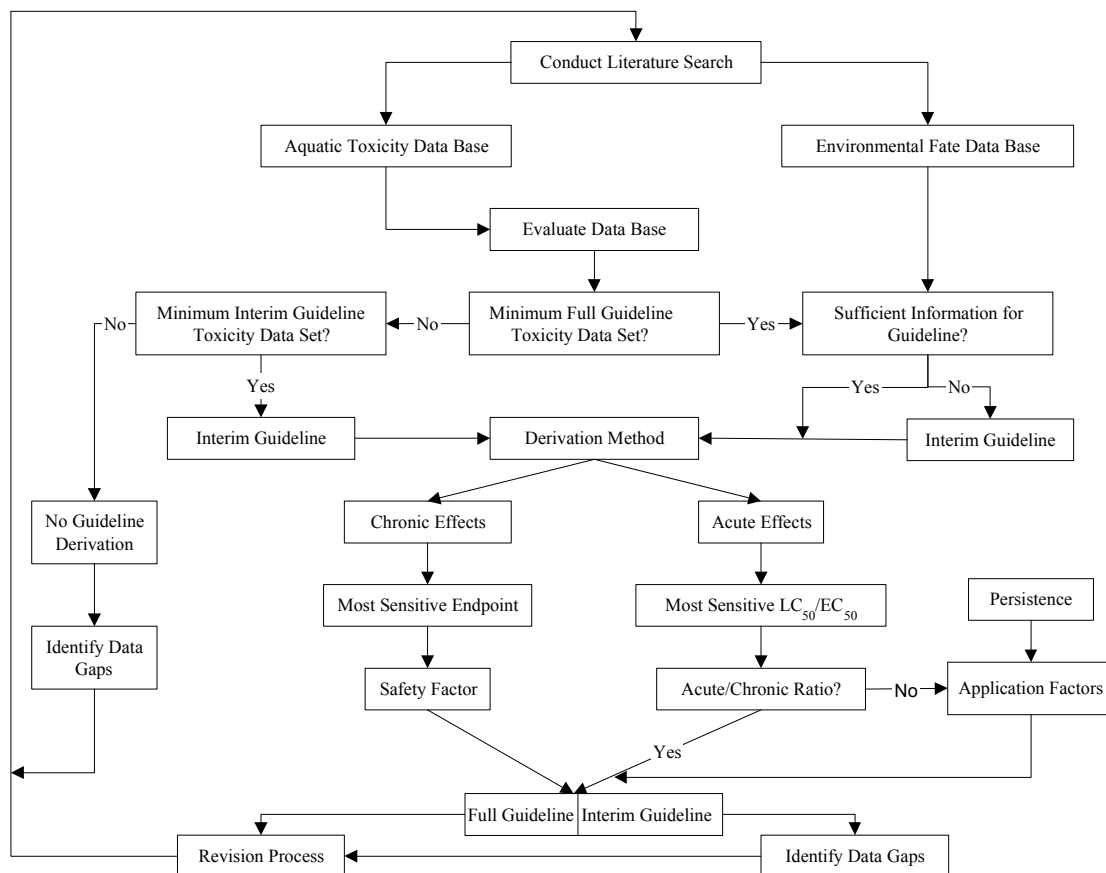 Conduct Literature Search
Aquatic Toxicity Data Base
Environmental Fate Data Base
Evaluate Data Base
Minimum Interim Guideline
Toxicity Data Set?
No
Minimum Full Guideline
Toxicity Data Set?
Yes
Sufficient Information for
Guideline?
No
Yes
Yes
No
Interim Guideline
Derivation Method
Interim Guideline
No Guideline
Derivation
Chronic Effects
Acute Effects
Most Sensitive Endpoint
Most Sensitive LC50/EC50
Persistence
Identify Data
Gaps
Safety Factor
Acute/Chronic Ratio?
No
Application Factors
Yes
Full Guideline
Interim Guideline
Revision Process
Identify Data Gaps